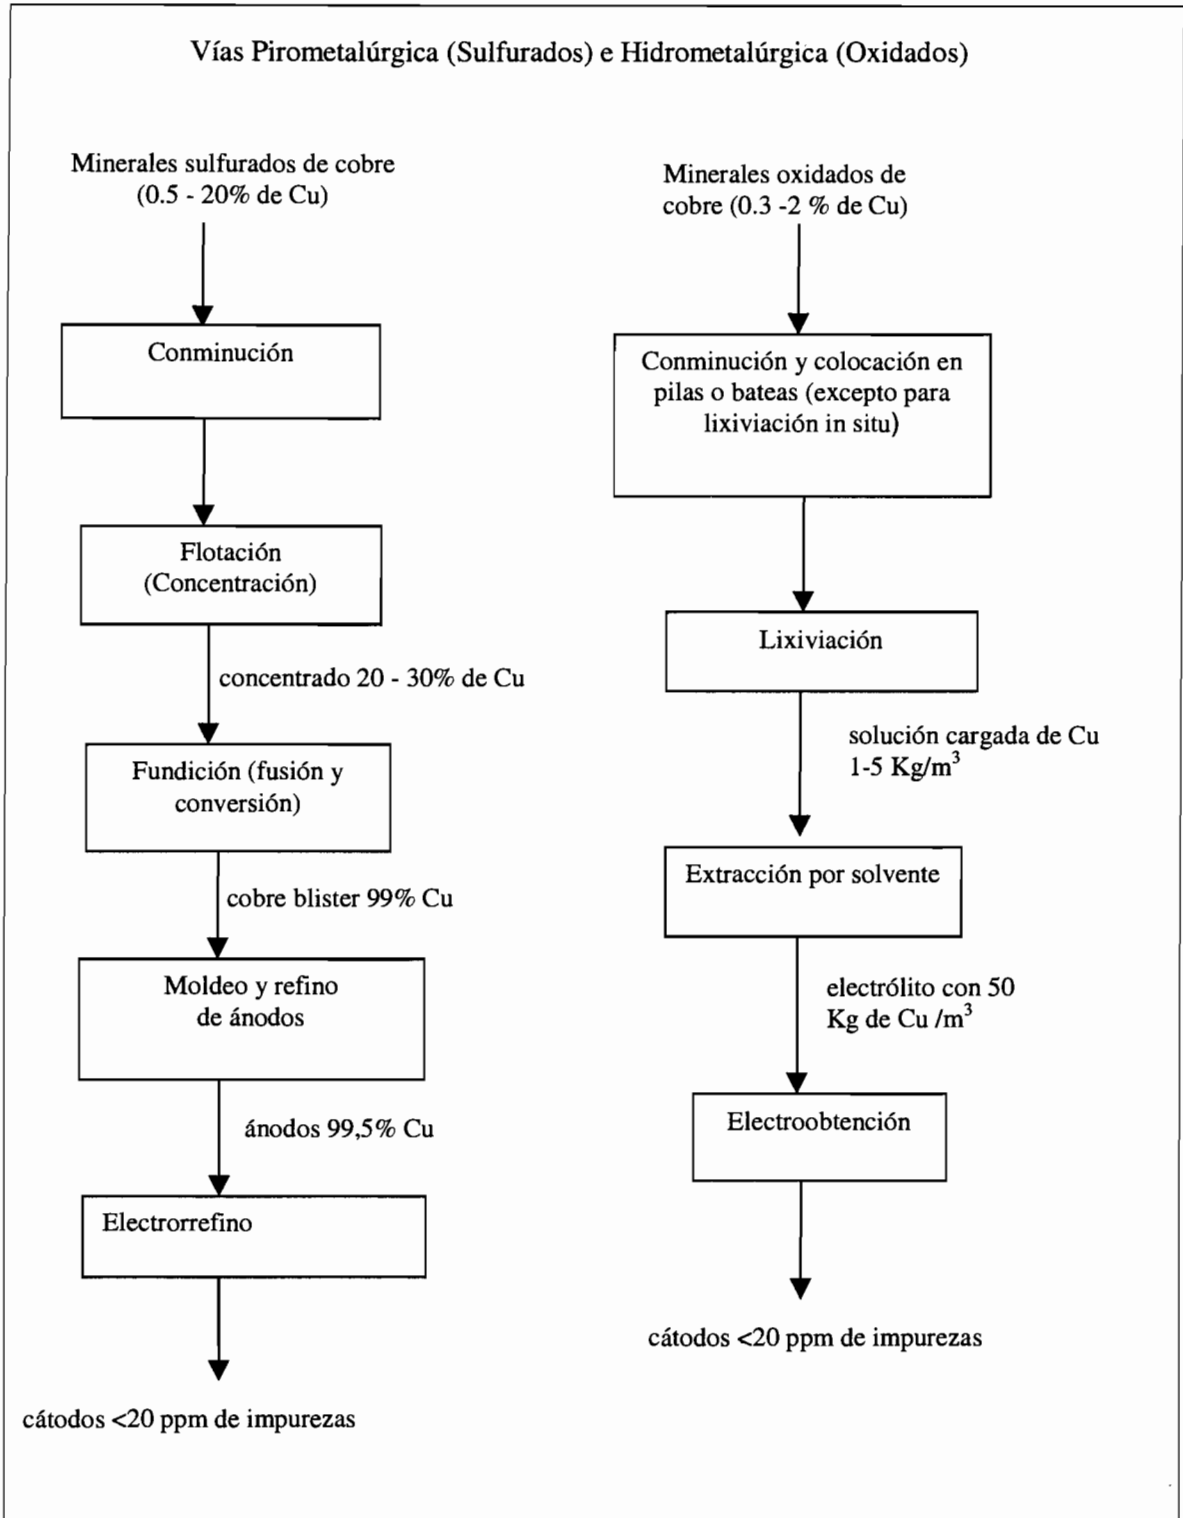 Vías Pirometalúrgica (Sulfurados) e Hidrometalúrgica (Oxidados)
Minerales sulfurados de cobre
(0.5 - 20% de Cu)
Conminución
Flotación
(Concentración)
concentrado 20 - 30% de Cu
Fundición (fusión y
conversión)
cobre blister 99% Cu
Moldeo y refino
de ánodos
ánodos 99,5% Cu
Electrorrefino
cátodos <20 ppm de impurezas
Minerales oxidados de
cobre (0.3 -2 % de Cu)
Conminución y colocación en
pilas o bateas (excepto para
lixiviación in situ)
Lixiviación
solución cargada de Cu
1-5 Kg/m³
Extracción por solvente
electrólito con 50
Kg de Cu /m³
Electroobtención
cátodos <20 ppm de impurezas